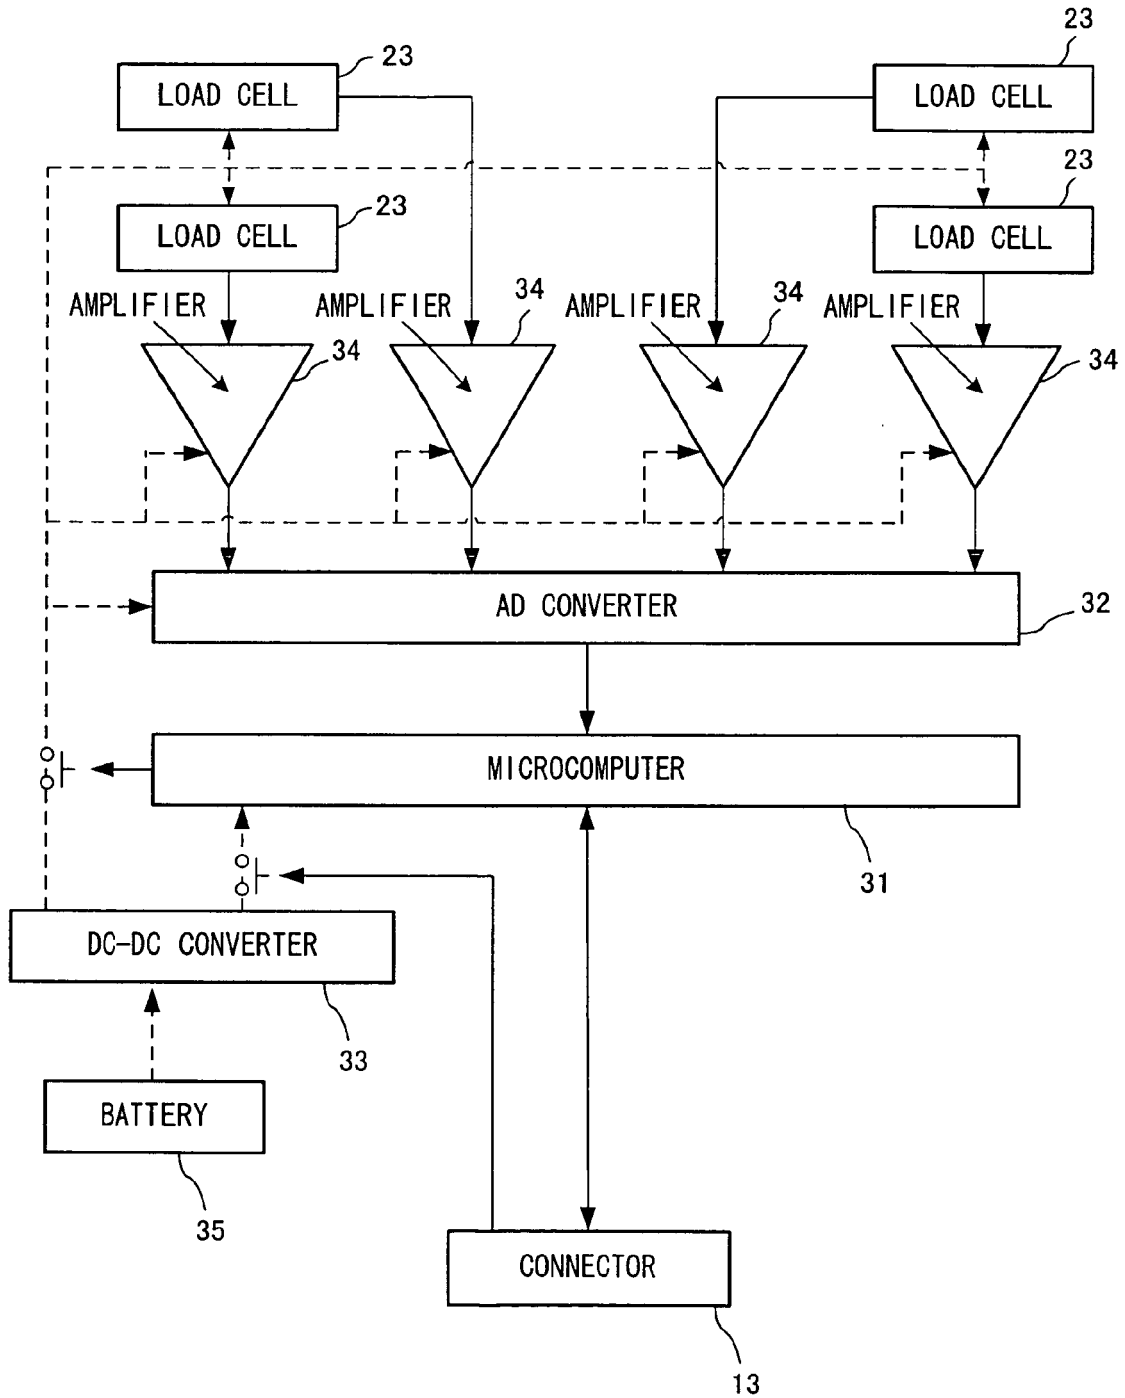 23
23
LOAD CELL
LOAD CELL
23
23
LOAD CELL
LOAD CELL
AMPLIFIER
AMPLIFIER
34
AMPLIFIER
34
AMPLIFIER
34
34
AD CONVERTER
32
MICROCOMPUTER
31
DC-DC CONVERTER
33
BATTERY
35
CONNECTOR
13